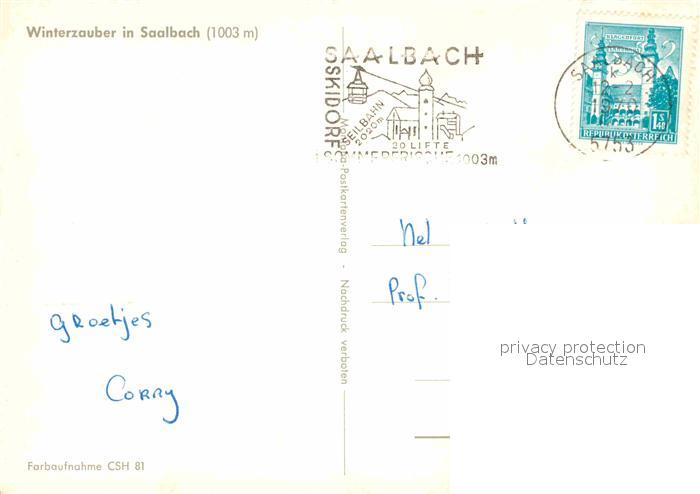 Winterzauber in Saalbach (1003 m)
SAALBACH
SKIDORF
SEILBAHN
2020m
20 LIFTE
SOMMERFRISCHE 1003m
SAALBACH
5753
KLAGENFURT
1 S 40
REPUBLIK ÖSTERREICH
Postkartenverlag · Nachdruck verboten
Nel
Prof.
Groetjes
Corry
privacy protection
Datenschutz
Farbaufnahme CSH 81